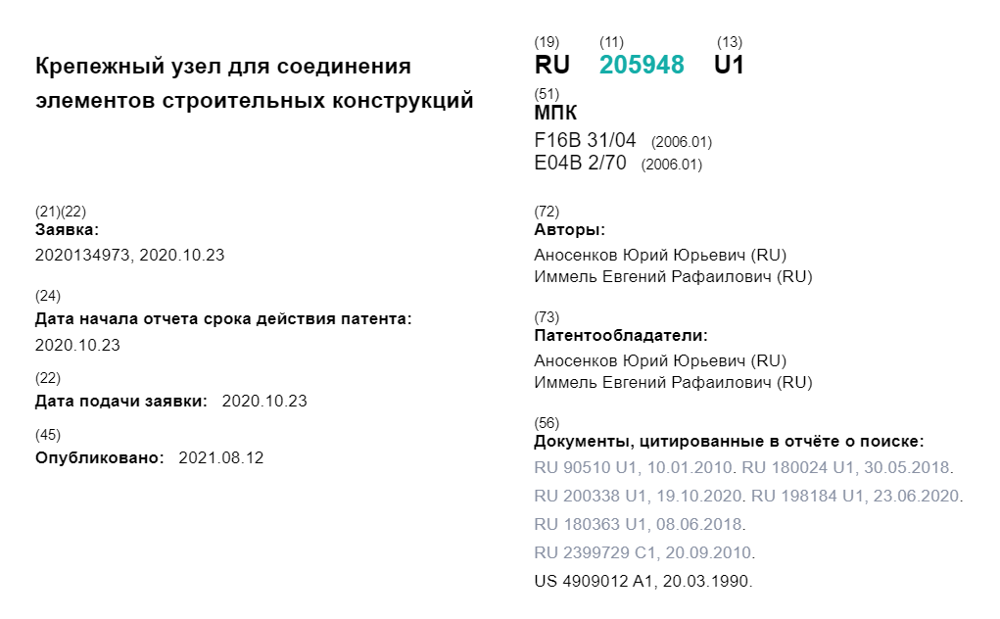 Крепежный узел для соединения
элементов строительных конструкций
(19) (11) (13)
RU 205948 U1
(51)
МПК
F16B 31/04 (2006.01)
E04B 2/70 (2006.01)
(21)(22)
Заявка:
2020134973, 2020.10.23
(24)
Дата начала отчета срока действия патента:
2020.10.23
(22)
Дата подачи заявки: 2020.10.23
(45)
Опубликовано: 2021.08.12
(72)
Авторы:
Аносенков Юрий Юрьевич (RU)
Иммель Евгений Рафаилович (RU)
(73)
Патентообладатели:
Аносенков Юрий Юрьевич (RU)
Иммель Евгений Рафаилович (RU)
(56)
Документы, цитированные в отчёте о поиске:
RU 90510 U1, 10.01.2010. RU 180024 U1, 30.05.2018.
RU 200338 U1, 19.10.2020. RU 198184 U1, 23.06.2020.
RU 180363 U1, 08.06.2018.
RU 2399729 C1, 20.09.2010.
US 4909012 A1, 20.03.1990.